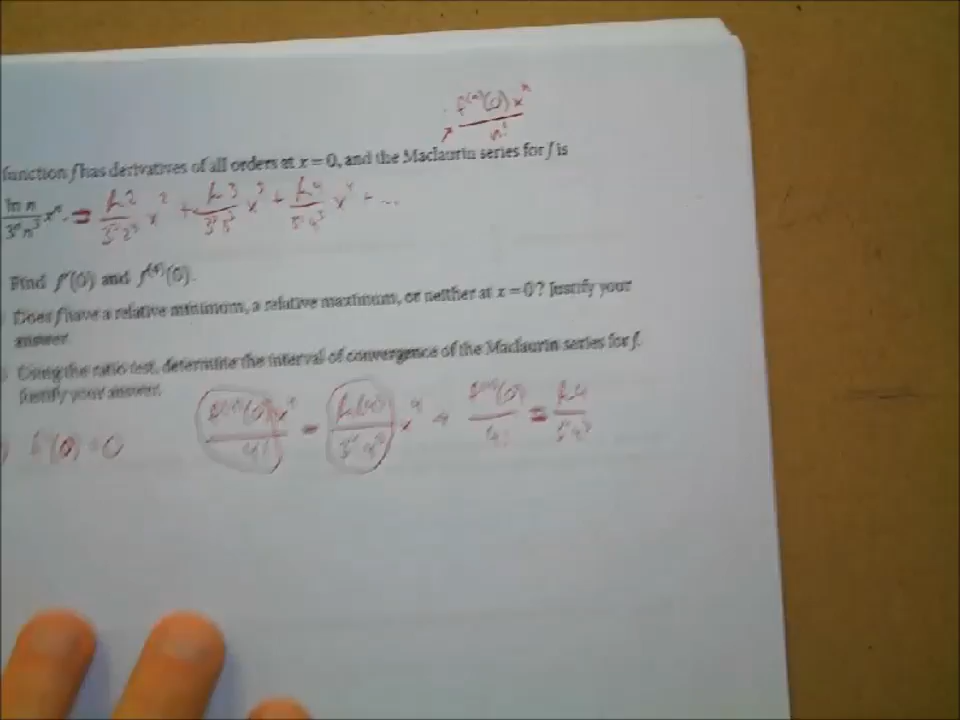 f⁽ⁿ⁾(0) xⁿ
n!
function f has derivatives of all orders at x = 0, and the Maclaurin series for f is
ln n / 3ⁿn³ xⁿ = ln 2 / 3²2³ x² + ln 3 / 3³3³ x³ + ln 4 / 3⁴4³ x⁴ + ...
Find f'(0) and f⁽⁴⁾(0).
Does f have a relative minimum, a relative maximum, or neither at x = 0? Justify your
answer.
Using the ratio test, determine the interval of convergence of the Maclaurin series for f.
Justify your answer.
f'(0) = 0 f⁽⁴⁾(0) x⁴ / 4! = ln(4) / 3⁴ 4³ x⁴ → f⁽⁴⁾(0) / 4! = ln 4 / 3⁴ 4³